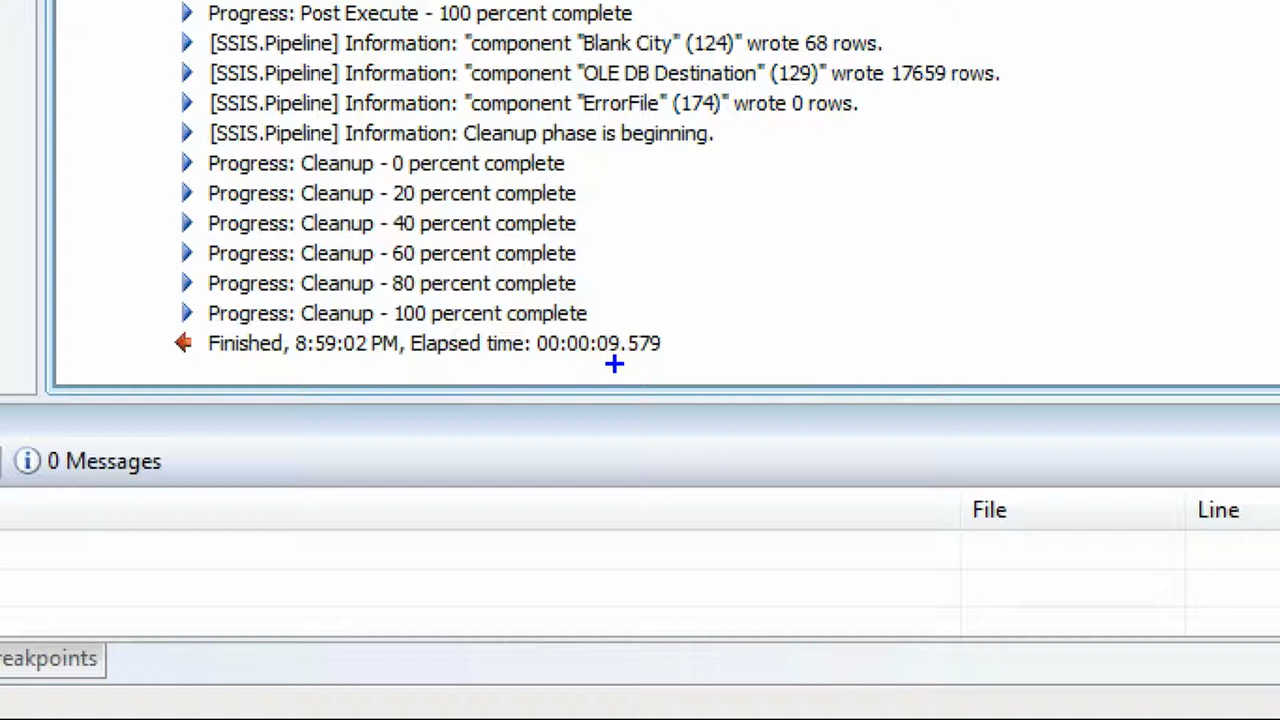 Progress: Post Execute - 100 percent complete
[SSIS.Pipeline] Information: "component "Blank City" (124)" wrote 68 rows.
[SSIS.Pipeline] Information: "component "OLE DB Destination" (129)" wrote 17659 rows.
[SSIS.Pipeline] Information: "component "ErrorFile" (174)" wrote 0 rows.
[SSIS.Pipeline] Information: Cleanup phase is beginning.
Progress: Cleanup - 0 percent complete
Progress: Cleanup - 20 percent complete
Progress: Cleanup - 40 percent complete
Progress: Cleanup - 60 percent complete
Progress: Cleanup - 80 percent complete
Progress: Cleanup - 100 percent complete
Finished, 8:59:02 PM, Elapsed time: 00:00:09.579
0 Messages
File Line
reakpoints